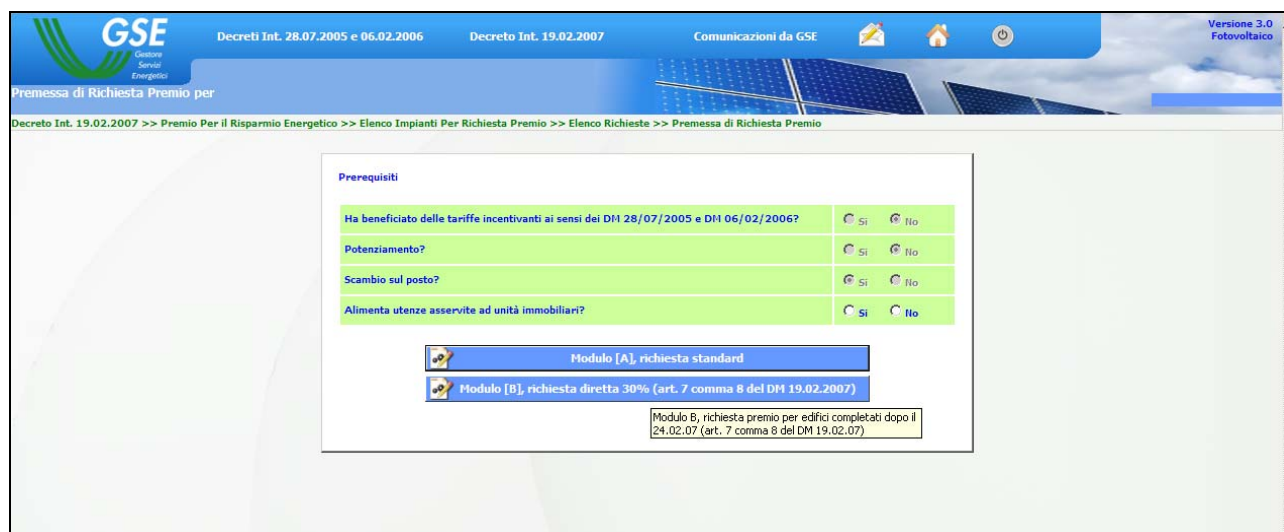 GSE
Gestore
Servizi
Energetici
Decreti Int. 28.07.2005 e 06.02.2006
Decreto Int. 19.02.2007
Comunicazioni da GSE
Versione 3.0
Fotovoltaico
Premessa di Richiesta Premio per
Decreto Int. 19.02.2007 >> Premio Per il Risparmio Energetico >> Elenco Impianti Per Richiesta Premio >> Elenco Richieste >> Premessa di Richiesta Premio
Prerequisiti
Ha beneficiato delle tariffe incentivanti ai sensi dei DM 28/07/2005 e DM 06/02/2006? Si No
Potenziamento? Si No
Scambio sul posto? Si No
Alimenta utenze asservite ad unità immobiliari? Si No
Modulo [A], richiesta standard
Modulo [B], richiesta diretta 30% (art. 7 comma 8 del DM 19.02.2007)
Modulo B, richiesta premio per edifici completati dopo il
24.02.07 (art. 7 comma 8 del DM 19.02.07)